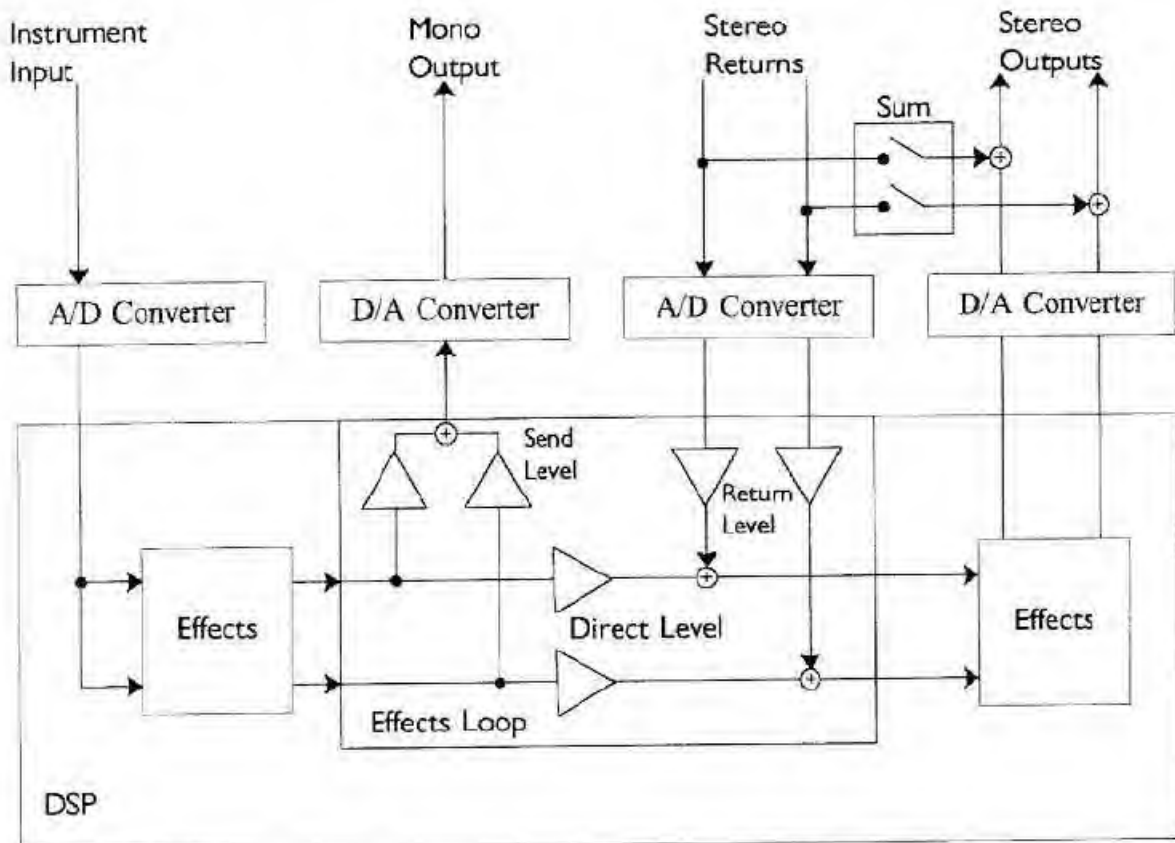 Instrument
Input
Mono
Output
Stereo
Returns
Stereo
Outputs
Sum
A/D Converter
D/A Converter
A/D Converter
D/A Converter
Send
Level
Return
Level
Effects
Direct Level
Effects
Effects Loop
DSP